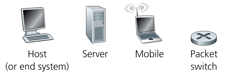 Host
(or end system)
Server
Mobile
Packet
switch